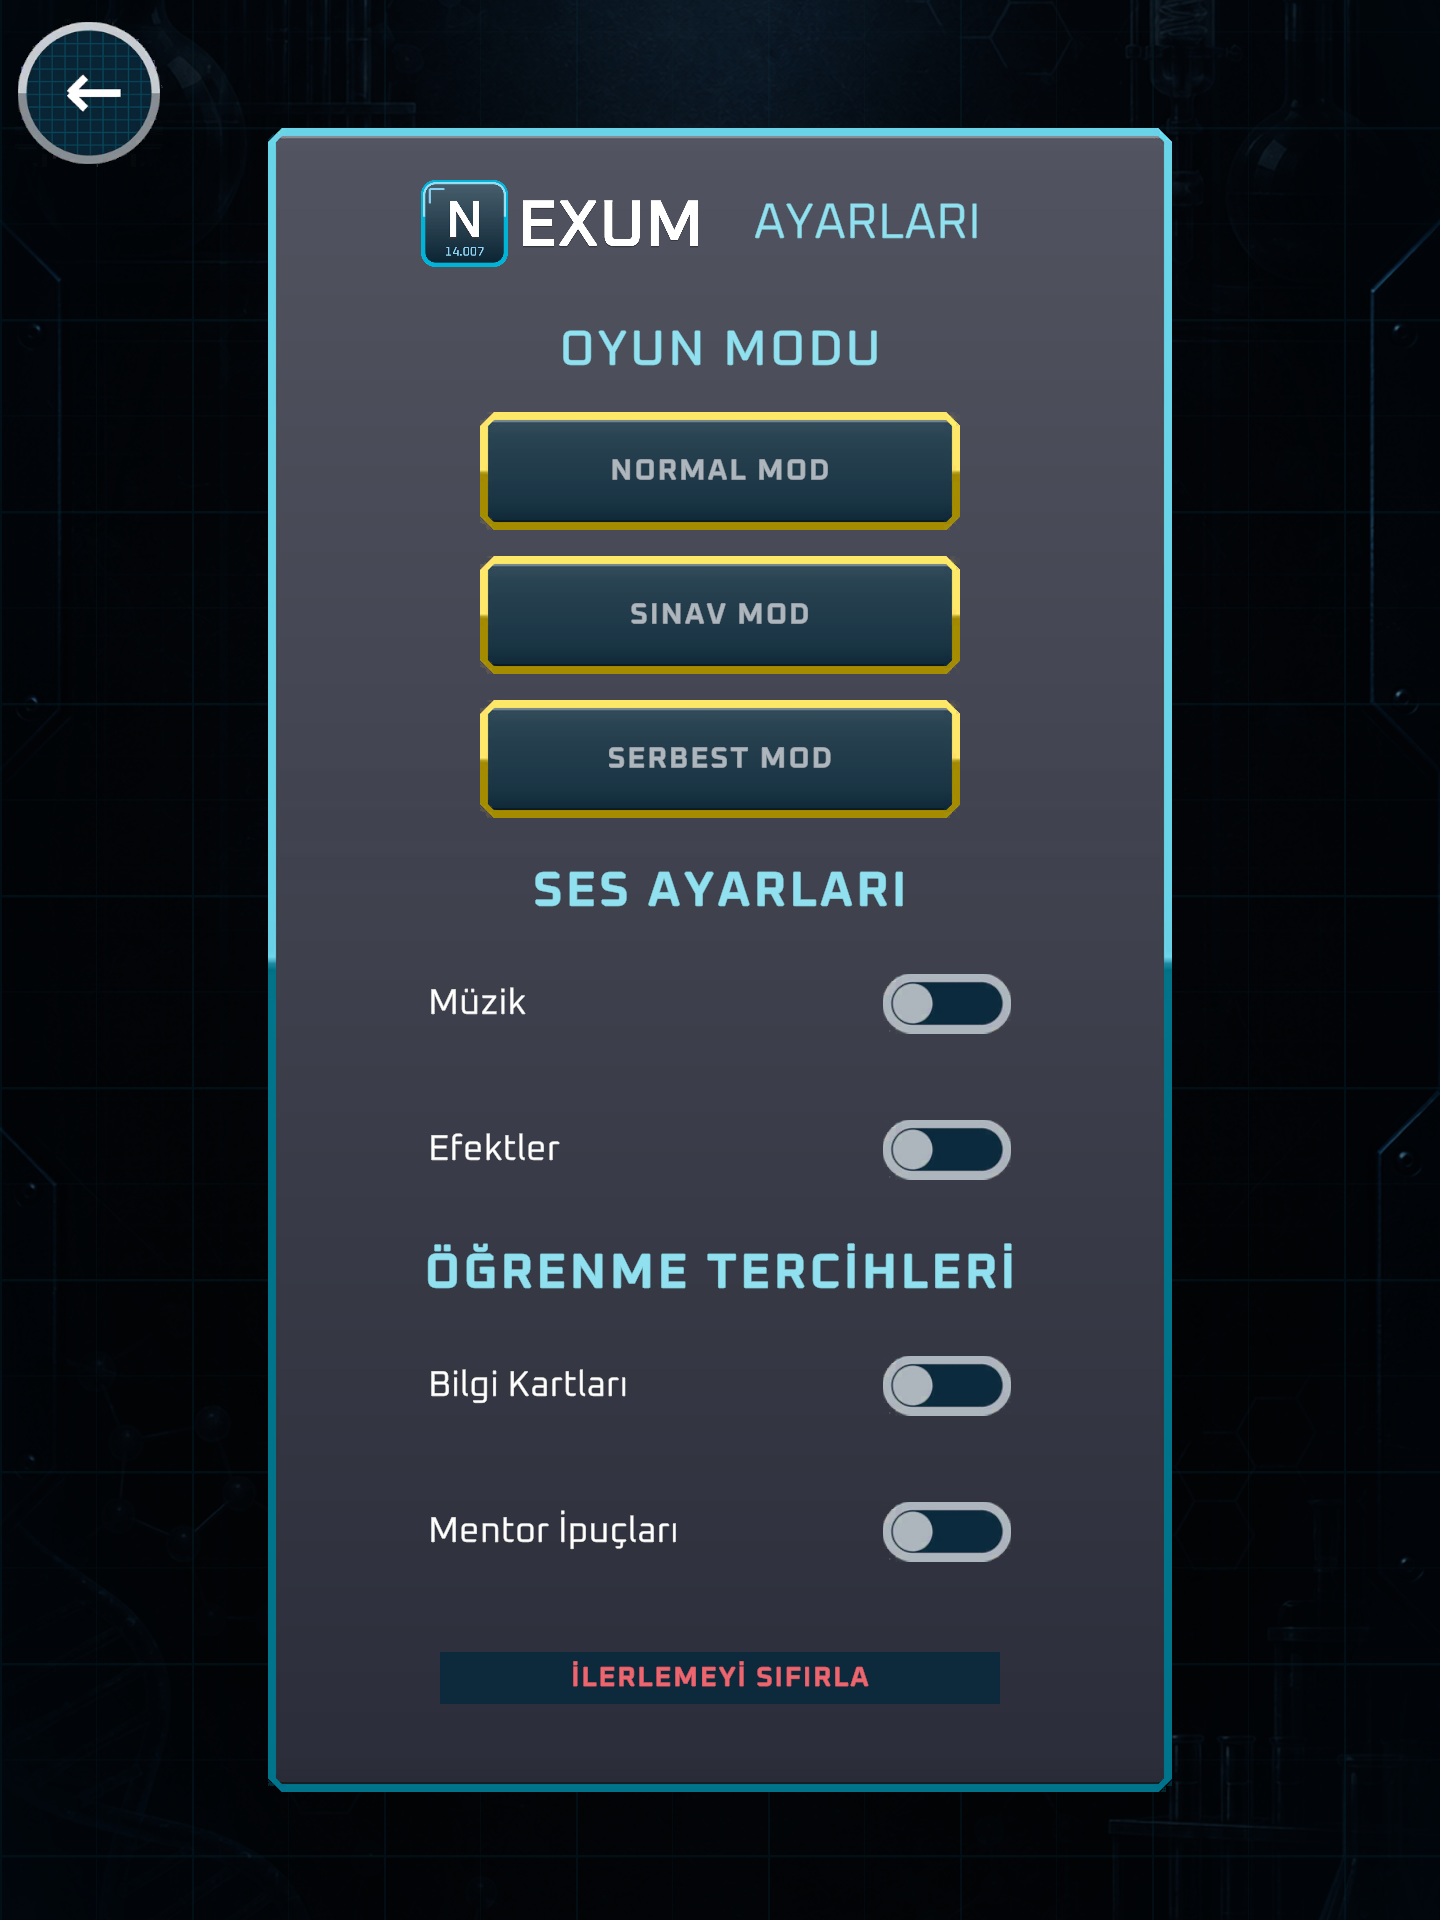 N
14.007
EXUM AYARLARI
OYUN MODU
NORMAL MOD
SINAV MOD
SERBEST MOD
SES AYARLARI
Müzik
Efektler
ÖĞRENME TERCİHLERİ
Bilgi Kartları
Mentor İpuçları
İLERLEMEYİ SIFIRLA